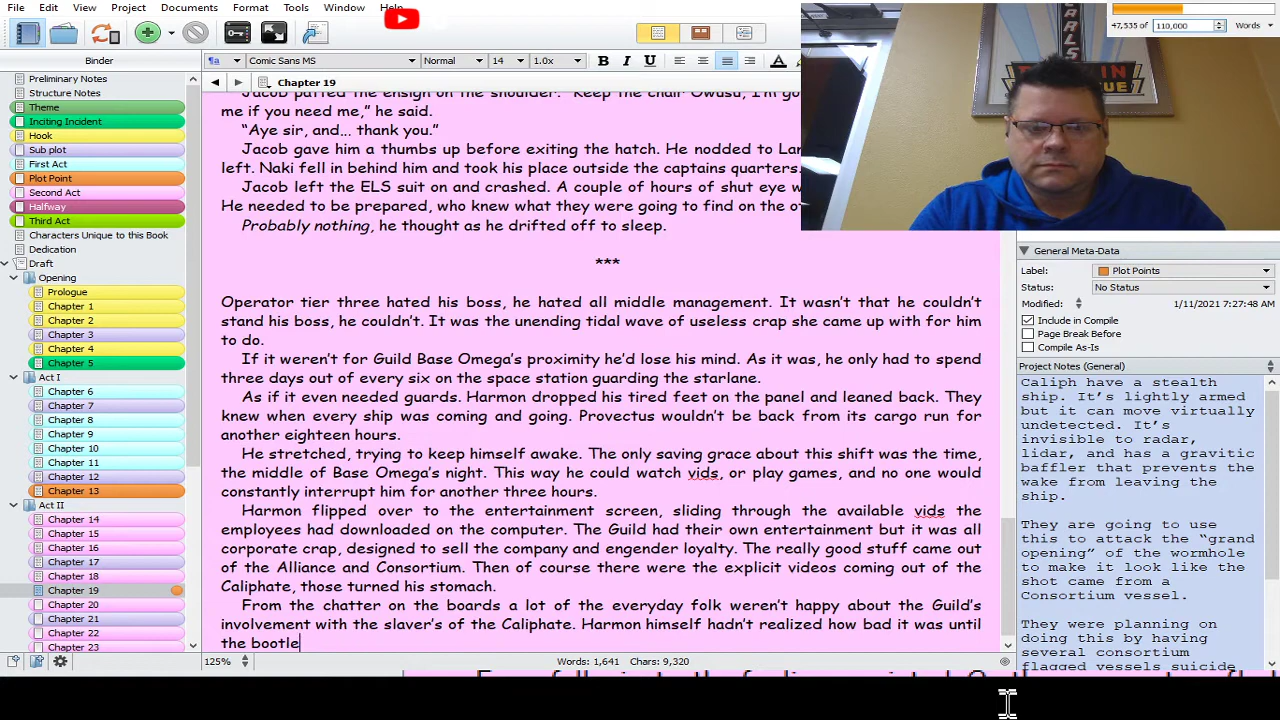 File Edit View Project Documents Format Tools Window Help
47,535 of 110,000 Words
Binder
Comic Sans MS Normal 14 1.0x B I U A
Chapter 19
Preliminary Notes
Structure Notes
Theme
Inciting Incident
Hook
Sub plot
First Act
Plot Point
Second Act
Halfway
Third Act
Characters Unique to this Book
Dedication
Draft
Opening
Prologue
Chapter 1
Chapter 2
Chapter 3
Chapter 4
Chapter 5
Act I
Chapter 6
Chapter 7
Chapter 8
Chapter 9
Chapter 10
Chapter 11
Chapter 12
Chapter 13
Act II
Chapter 14
Chapter 15
Chapter 16
Chapter 17
Chapter 18
Chapter 19
Chapter 20
Chapter 21
Chapter 22
Chapter 23
Jacob patted the ensign on the shoulder. "Keep the chair Owusu, I'm
me if you need me," he said.
"Aye sir, and... thank you."
Jacob gave him a thumbs up before exiting the hatch. He nodded to
left. Naki fell in behind him and took his place outside the captains quarters.
Jacob left the ELS suit on and crashed. A couple of hours of shut eye
He needed to be prepared, who knew what they were going to find on the
Probably nothing, he thought as he drifted off to sleep.
***
Operator tier three hated his boss, he hated all middle management. It wasn't that he couldn't
stand his boss, he couldn't. It was the unending tidal wave of useless crap she came up with for him
to do.
If it weren't for Guild Base Omega's proximity he'd lose his mind. As it was, he only had to spend
three days out of every six on the space station guarding the starlane.
As if it even needed guards. Harmon dropped his tired feet on the panel and leaned back. They
knew when every ship was coming and going. Provectus wouldn't be back from its cargo run for
another eighteen hours.
He stretched, trying to keep himself awake. The only saving grace about this shift was the time,
the middle of Base Omega's night. This way he could watch vids, or play games, and no one would
constantly interrupt him for another three hours.
Harmon flipped over to the entertainment screen, sliding through the available vids the
employees had downloaded on the computer. The Guild had their own entertainment but it was all
corporate crap, designed to sell the company and engender loyalty. The really good stuff came out
of the Alliance and Consortium. Then of course there were the explicit videos coming out of the
Caliphate, those turned his stomach.
From the chatter on the boards a lot of the everyday folk weren't happy about the Guild's
involvement with the slaver's of the Caliphate. Harmon himself hadn't realized how bad it was until
the bootle
125% Words: 1,641 Chars: 9,320
General Meta-Data
Label: Plot Points
Status: No Status
Modified: 1/11/2021 7:27:48 AM
Include in Compile
Page Break Before
Compile As-Is
Project Notes (General)
Caliph have a stealth
ship. It's lightly armed
but it can move virtually
undetected. It's
invisible to radar,
lidar, and has a gravitic
baffler that prevents the
wake from leaving the
ship.
They are going to use
this to attack the "grand
opening" of the wormhole
to make it look like the
shot came from a
Consortium vessel.
They were planning on
doing this by having
several consortium
flagged vessels suicide